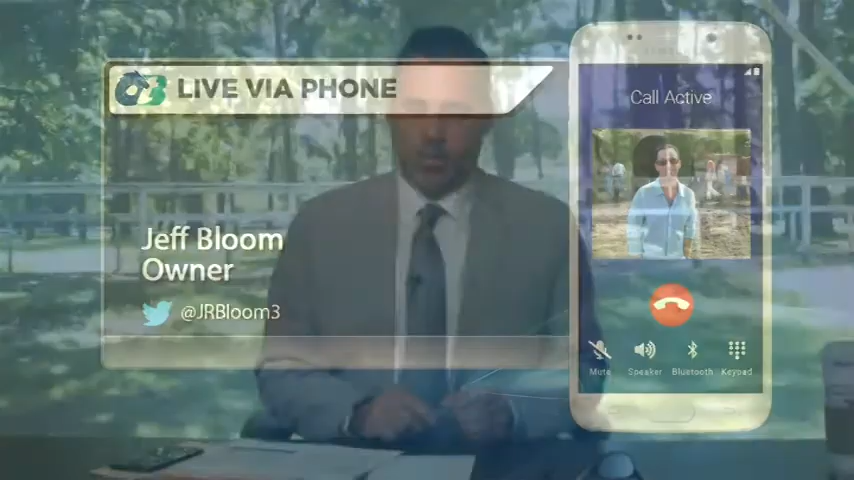 LIVE VIA PHONE
Jeff Bloom
Owner
@JRBloom3
Call Active
Mute
Speaker
Bluetooth
Keypad